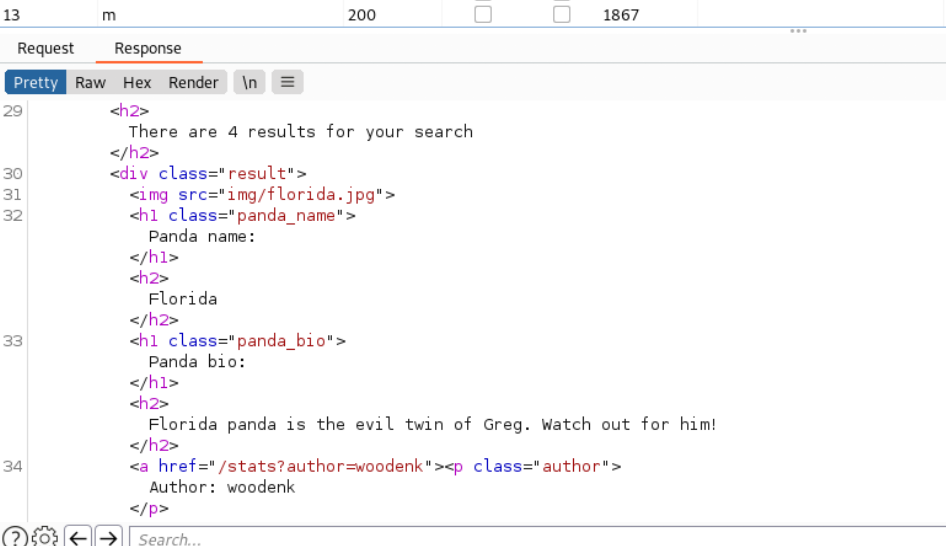 13 m 200 1867
Request Response
Pretty Raw Hex Render \n
29 <h2>
There are 4 results for your search
</h2>
30 <div class="result">
31 <img src="img/florida.jpg">
32 <h1 class="panda_name">
Panda name:
</h1>
<h2>
Florida
</h2>
33 <h1 class="panda_bio">
Panda bio:
</h1>
<h2>
Florida panda is the evil twin of Greg. Watch out for him!
</h2>
34 <a href="/stats?author=woodenk"><p class="author">
Author: woodenk
</p>
? Search...